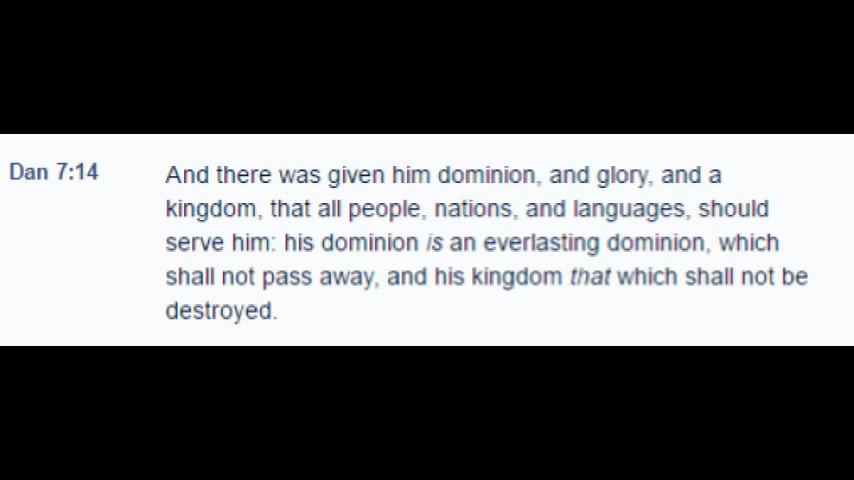 Dan 7:14 And there was given him dominion, and glory, and a
kingdom, that all people, nations, and languages, should
serve him: his dominion is an everlasting dominion, which
shall not pass away, and his kingdom that which shall not be
destroyed.